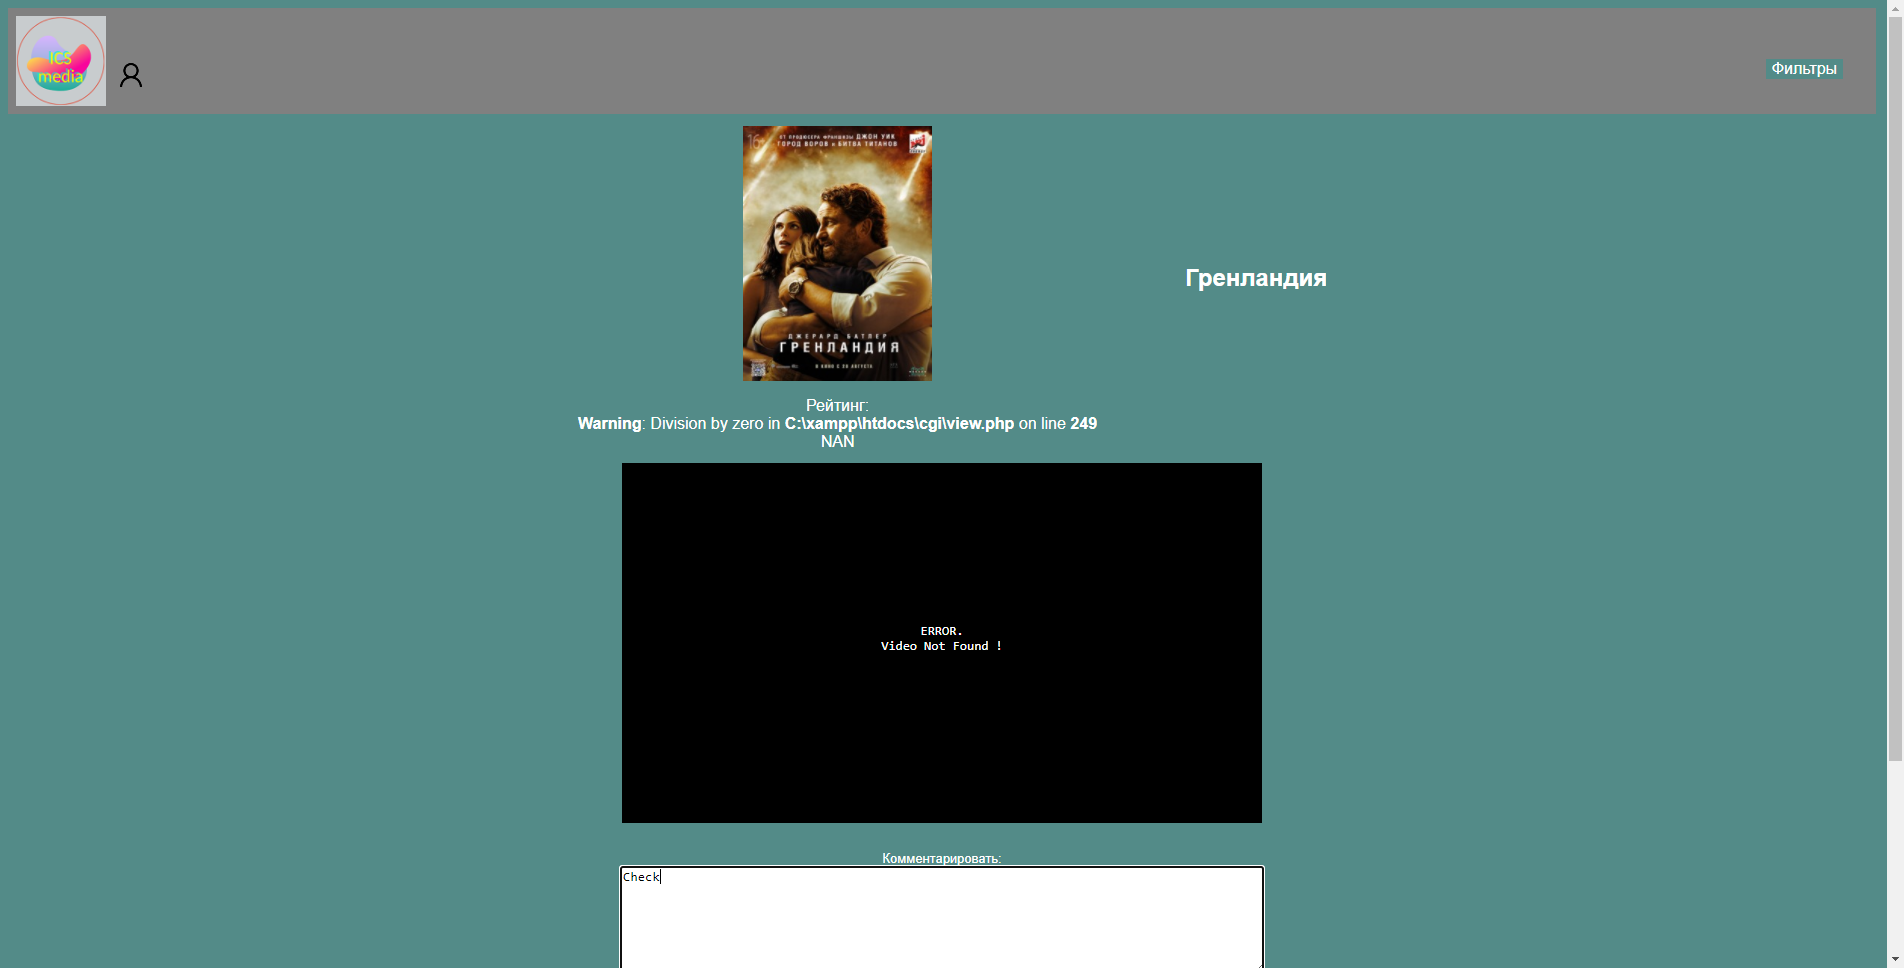 ICS
media
Фильтры
16+
ОТ ПРОДЮСЕРА ФРАНШИЗЫ ДЖОН УИК
ГОРОД ВОРОВ И БИТВА ТИТАНОВ
NRJ
ДЖЕРАРД БАТЛЕР
ГРЕНЛАНДИЯ
В КИНО С 20 АВГУСТА
Гренландия
Рейтинг:
Warning: Division by zero in C:\xampp\htdocs\cgi\view.php on line 249
NAN
ERROR.
Video Not Found !
Комментарировать:
Check